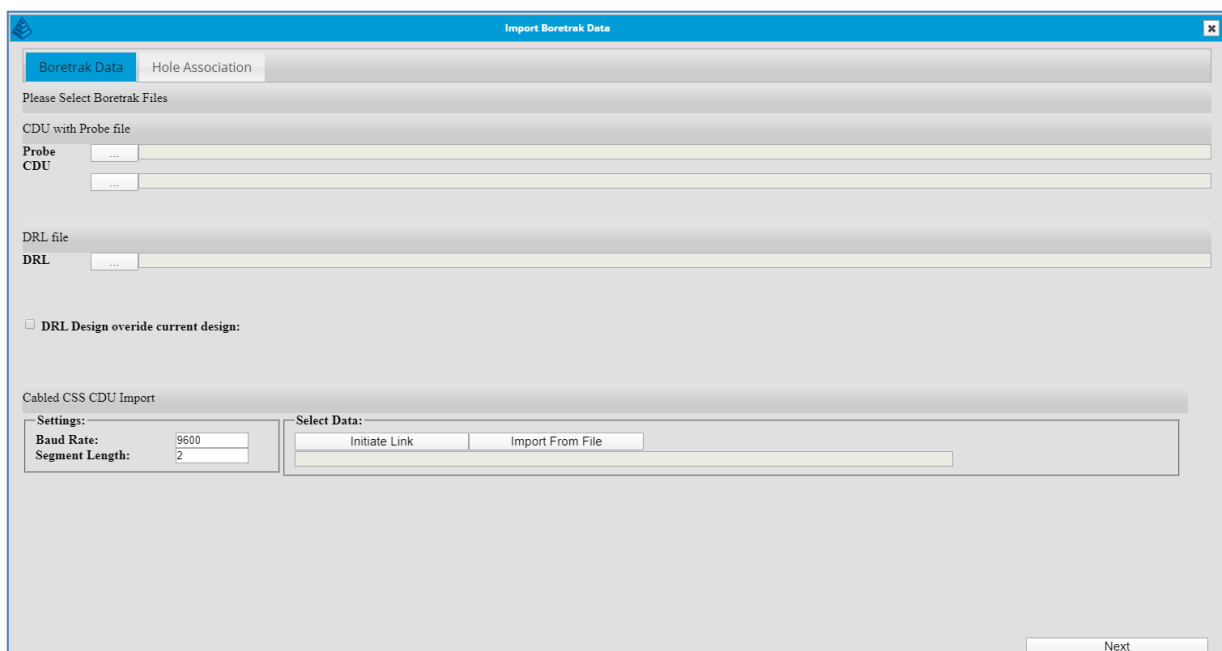 Import Boretrak Data
Boretrak Data Hole Association
Please Select Boretrak Files
CDU with Probe file
Probe ...
CDU
...
DRL file
DRL ...
DRL Design overide current design:
Cabled CSS CDU Import
Settings: Select Data:
Baud Rate: 9600 Initiate Link Import From File
Segment Length: 2
Next